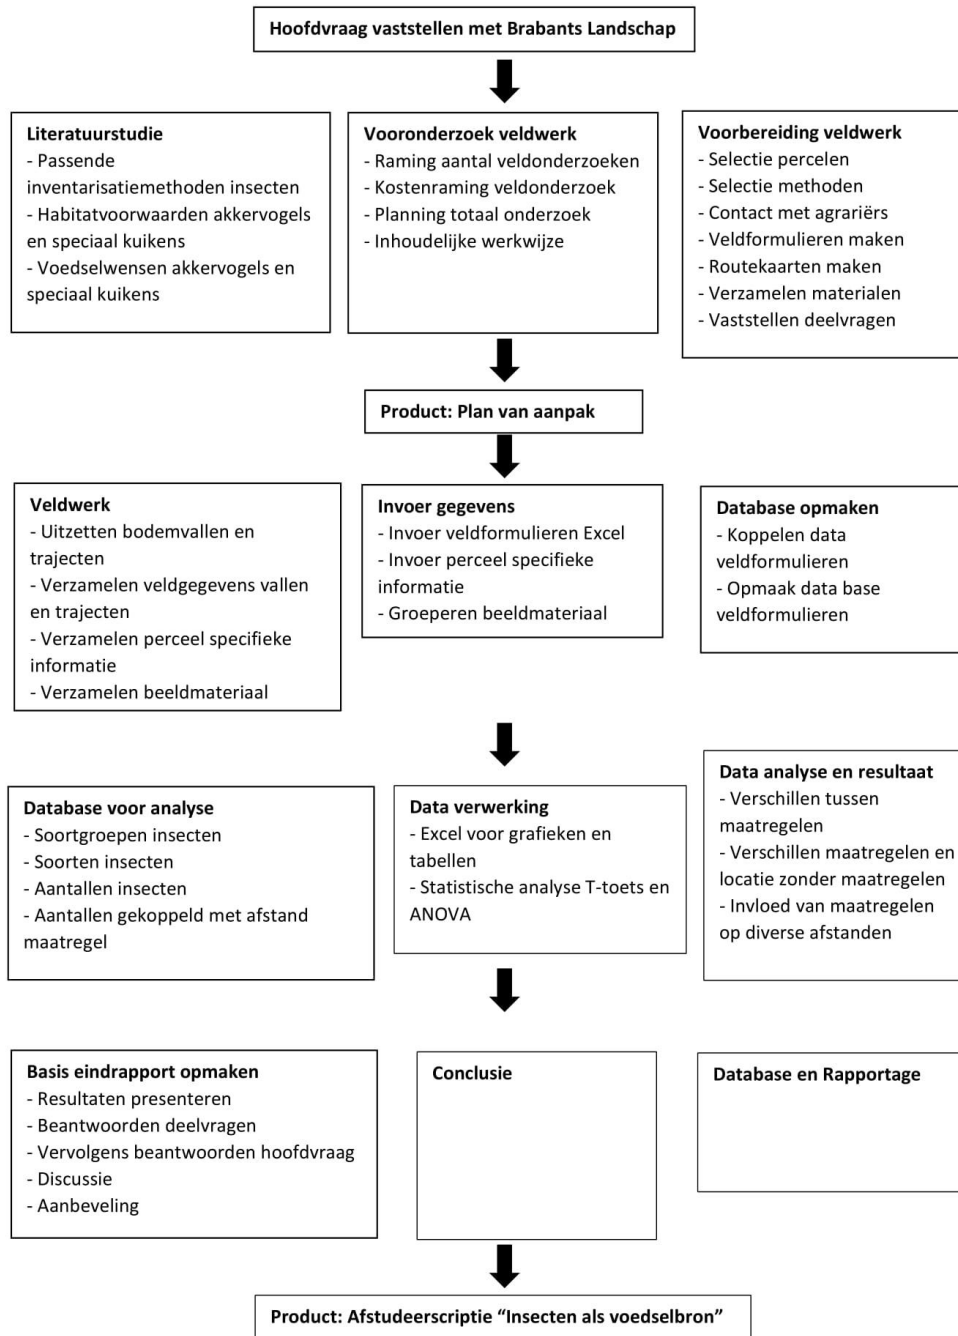 Hoofdvraag vaststellen met Brabants Landschap
Literatuurstudie
- Passende
inventarisatiemethoden insecten
- Habitatvoorwaarden akkervogels
en speciaal kuikens
- Voedselwensen akkervogels en
speciaal kuikens
Vooronderzoek veldwerk
- Raming aantal veldonderzoeken
- Kostenraming veldonderzoek
- Planning totaal onderzoek
- Inhoudelijke werkwijze
Voorbereiding veldwerk
- Selectie percelen
- Selectie methoden
- Contact met agrariërs
- Veldformulieren maken
- Routekaarten maken
- Verzamelen materialen
- Vaststellen deelvragen
Product: Plan van aanpak
Veldwerk
- Uitzetten bodemvallen en
trajecten
- Verzamelen veldgegevens vallen
en trajecten
- Verzamelen perceel specifieke
informatie
- Verzamelen beeldmateriaal
Invoer gegevens
- Invoer veldformulieren Excel
- Invoer perceel specifieke
informatie
- Groeperen beeldmateriaal
Database opmaken
- Koppelen data
veldformulieren
- Opmaak data base
veldformulieren
Database voor analyse
- Soortgroepen insecten
- Soorten insecten
- Aantallen insecten
- Aantallen gekoppeld met afstand
maatregel
Data verwerking
- Excel voor grafieken en
tabellen
- Statistische analyse T-toets en
ANOVA
Data analyse en resultaat
- Verschillen tussen
maatregelen
- Verschillen maatregelen en
locatie zonder maatregelen
- Invloed van maatregelen
op diverse afstanden
Basis eindrapport opmaken
- Resultaten presenteren
- Beantwoorden deelvragen
- Vervolgens beantwoorden hoofdvraag
- Discussie
- Aanbeveling
Conclusie
Database en Rapportage
Product: Afstudeerscriptie “Insecten als voedselbron”